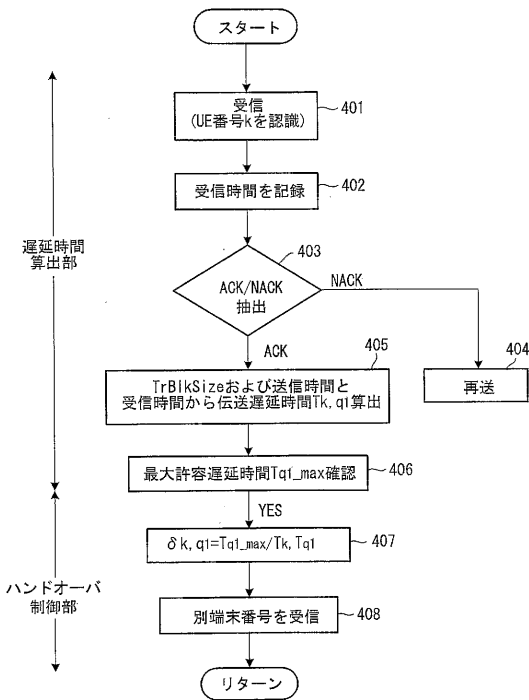 スタート
受信
(UE番号kを認識)
401
受信時間を記録
402
遅延時間
算出部
403
ACK/NACK
抽出
NACK
ACK
404
再送
405
TrBlkSizeおよび送信時間と
受信時間から伝送遅延時間Tk,q1算出
最大許容遅延時間Tq1_max確認
406
YES
δk,q1=Tq1_max/Tk,Tq1
407
ハンドオーバ
制御部
別端末番号を受信
408
リターン